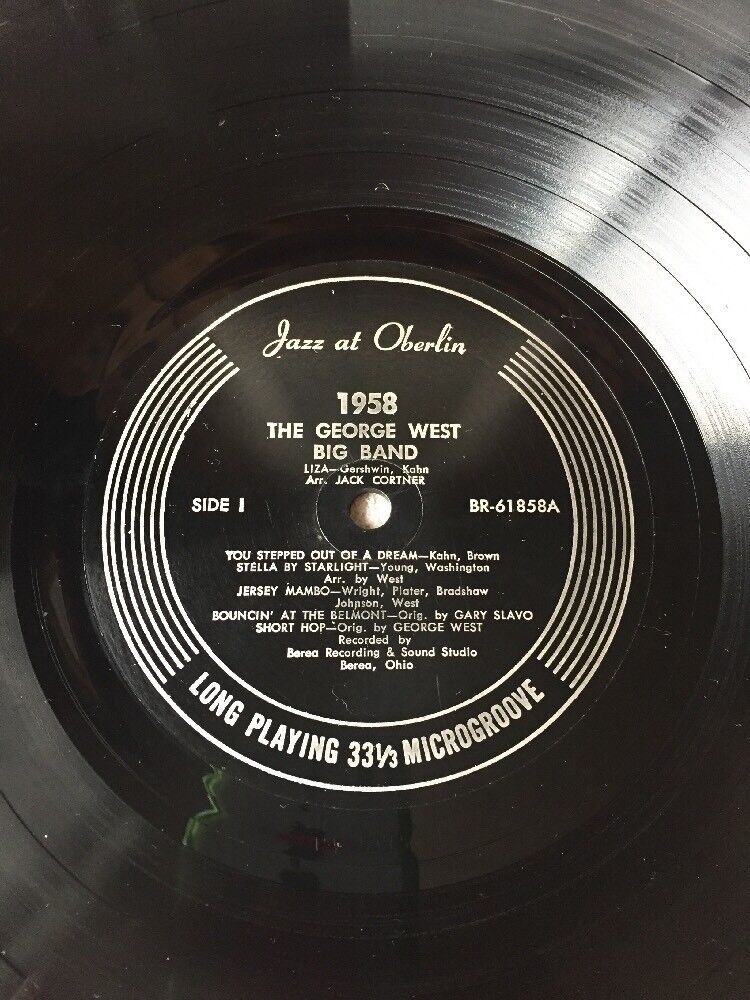 Jazz at Oberlin
1958
THE GEORGE WEST
BIG BAND
LIZA—Gershwin, Kahn
Arr. JACK CORTNER
SIDE 1
BR-61858A
YOU STEPPED OUT OF A DREAM—Kahn, Brown
STELLA BY STARLIGHT—Young, Washington
Arr. by West
JERSEY MAMBO—Wright, Plater, Bradshaw
Johnson, West
BOUNCIN' AT THE BELMONT—Orig. by GARY SLAVO
SHORT HOP—Orig. by GEORGE WEST
Recorded by
Berea Recording & Sound Studio
Berea, Ohio
LONG PLAYING 33⅓ MICROGROOVE